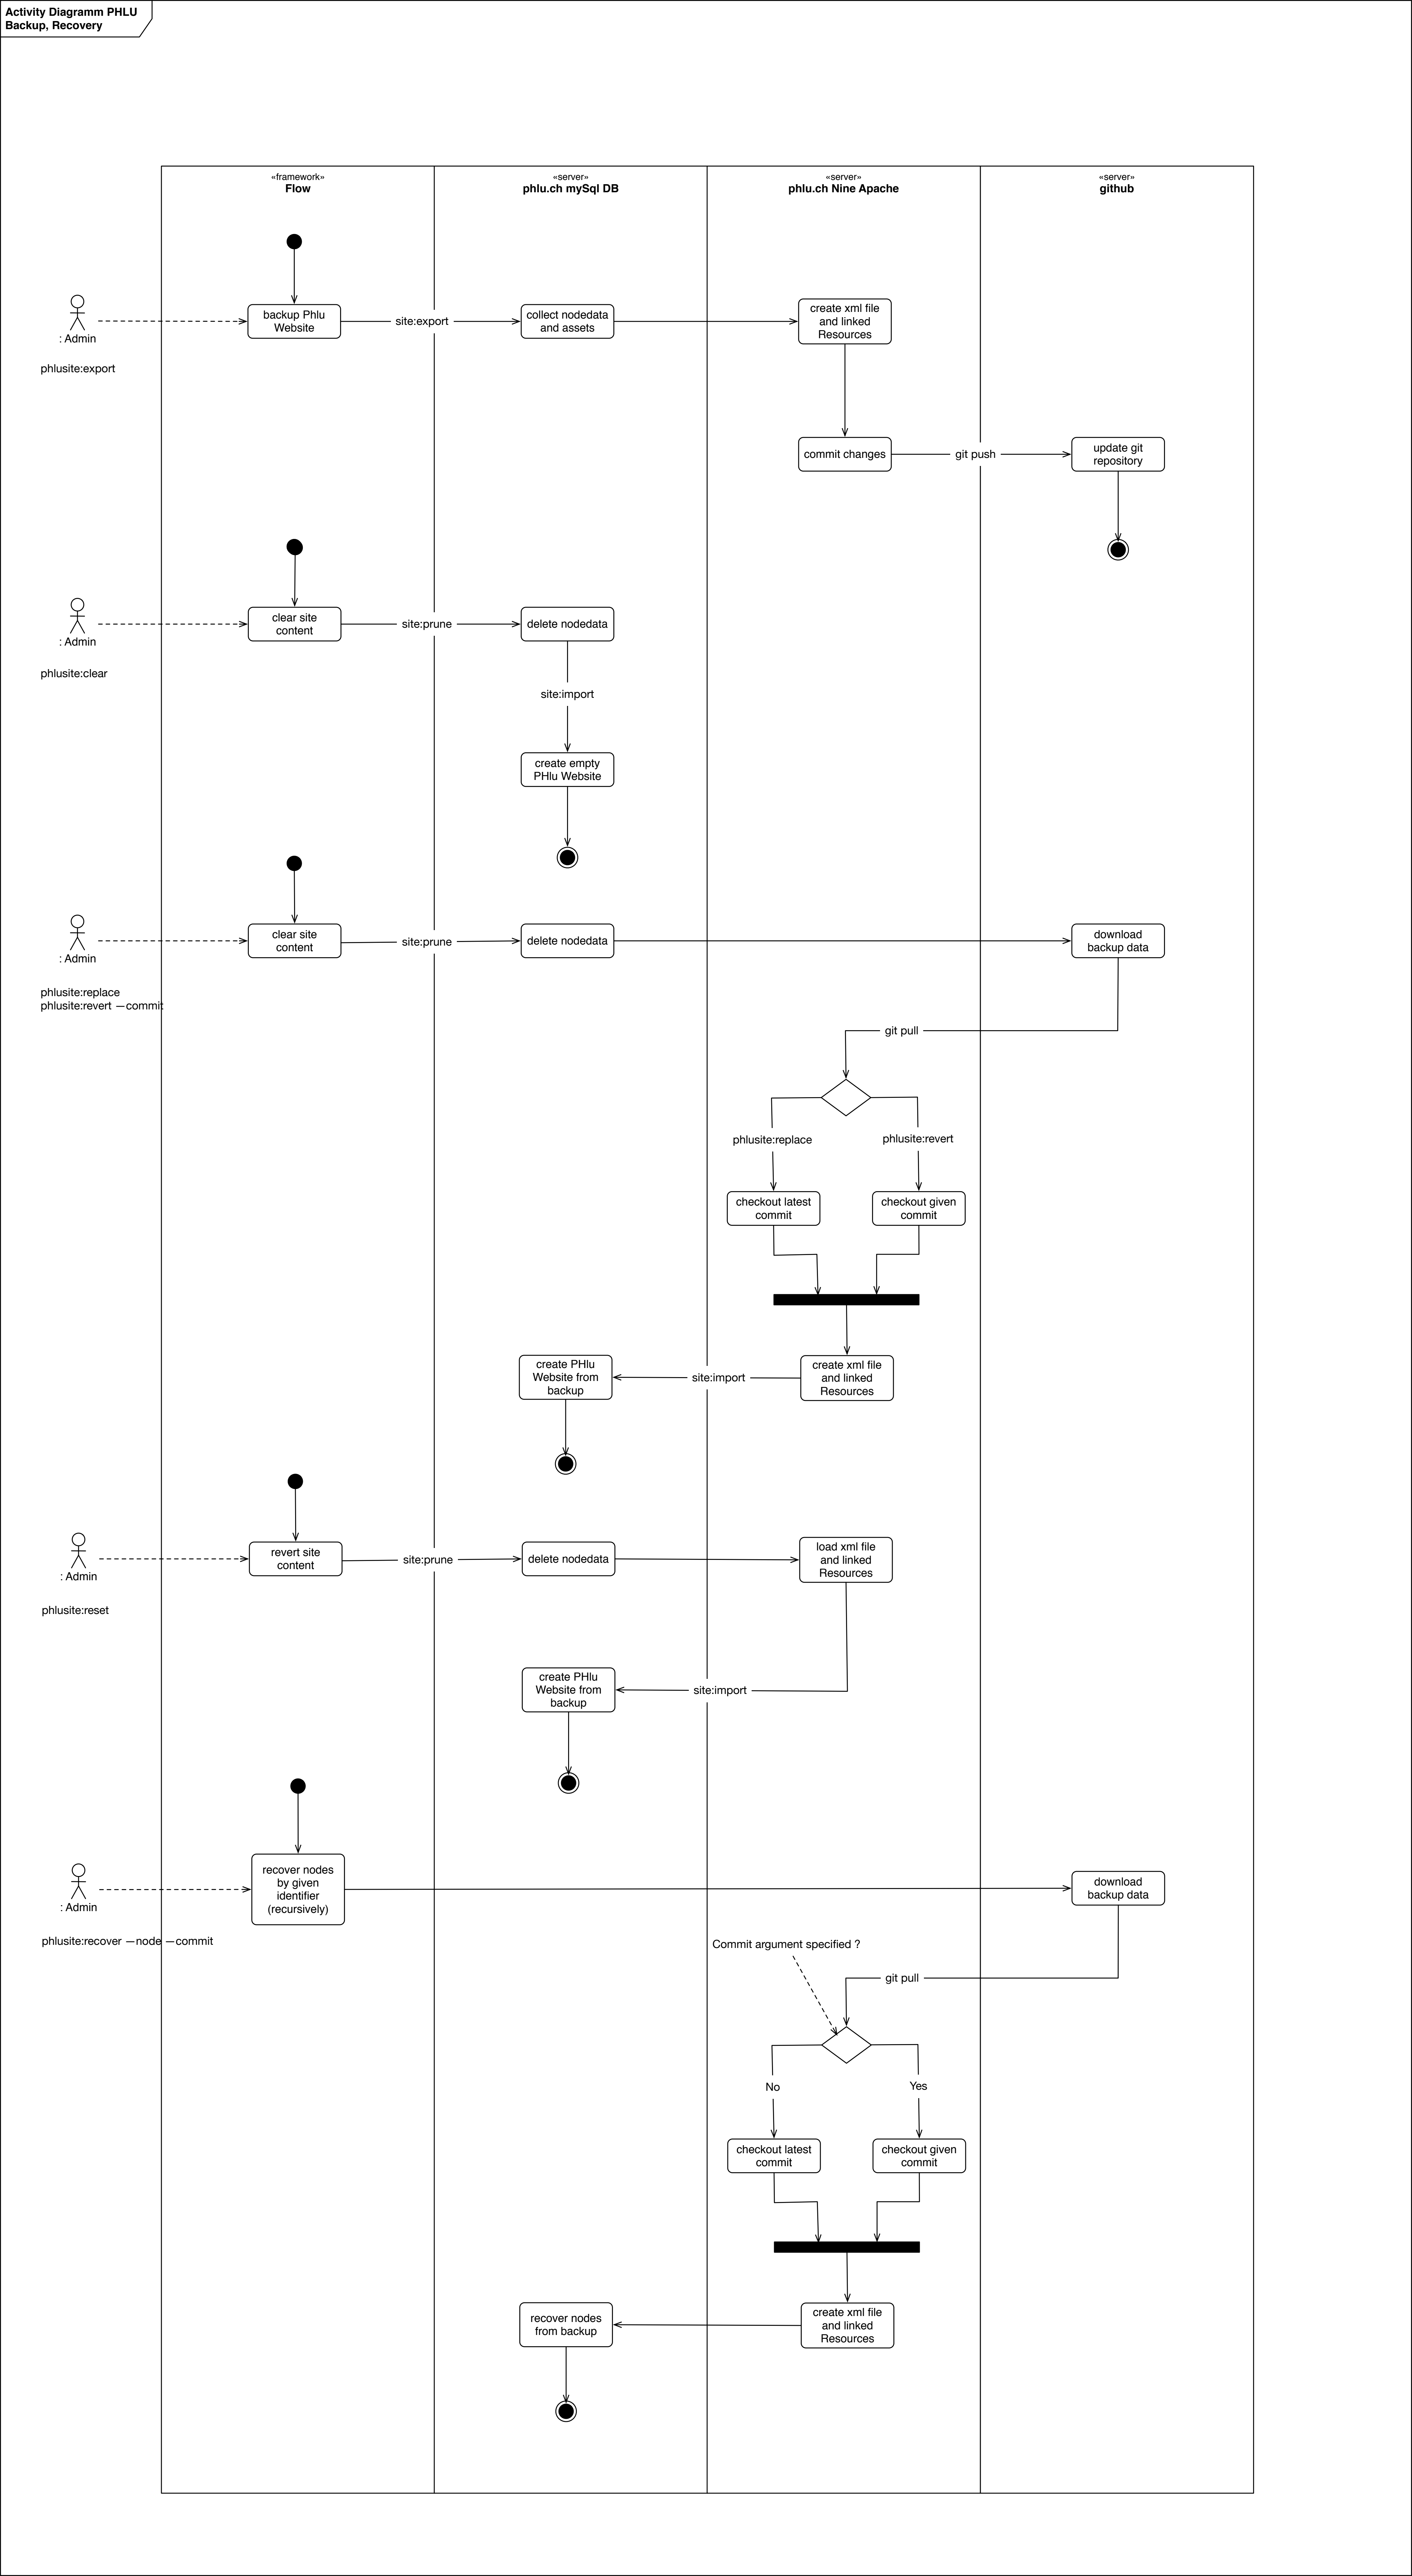 Activity Diagramm PHLU
Backup, Recovery
«framework»
Flow
«server»
phlu.ch mySql DB
«server»
phlu.ch Nine Apache
«server»
github
: Admin
phlusite:export
backup Phlu
Website
site:export
collect nodedata
and assets
create xml file
and linked
Resources
commit changes
git push
update git
repository
: Admin
phlusite:clear
clear site
content
site:prune
delete nodedata
site:import
create empty
PHlu Website
: Admin
phlusite:replace
phlusite:revert —commit
clear site
content
site:prune
delete nodedata
download
backup data
git pull
phlusite:replace
phlusite:revert
checkout latest
commit
checkout given
commit
create xml file
and linked
Resources
site:import
create PHlu
Website from
backup
: Admin
phlusite:reset
revert site
content
site:prune
delete nodedata
load xml file
and linked
Resources
site:import
create PHlu
Website from
backup
: Admin
phlusite:recover —node —commit
recover nodes
by given
identifier
(recursively)
download
backup data
Commit argument specified ?
git pull
No
Yes
checkout latest
commit
checkout given
commit
create xml file
and linked
Resources
recover nodes
from backup